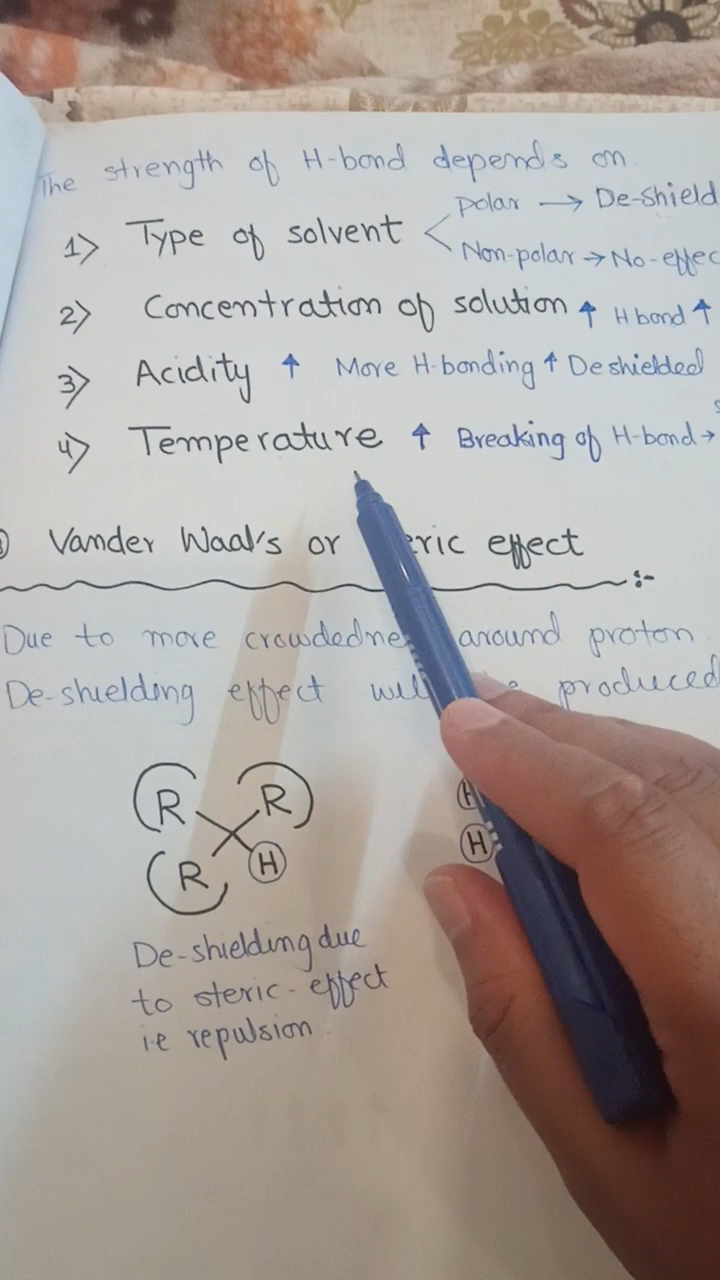 The strength of H-bond depends on
1) Type of solvent < Polar → De-shield
Non-polar → No-effec
2) Concentration of solution ↑ H bond ↑
3) Acidity ↑ More H-bonding ↑ Deshielded
4) Temperature ↑ Breaking of H-bond →
Vander Waal's or eric effect :-
Due to more crowdedne around proton
De-shielding effect wil produced
R R
R H
H
H
De-shielding due
to steric-effect
i.e repulsion